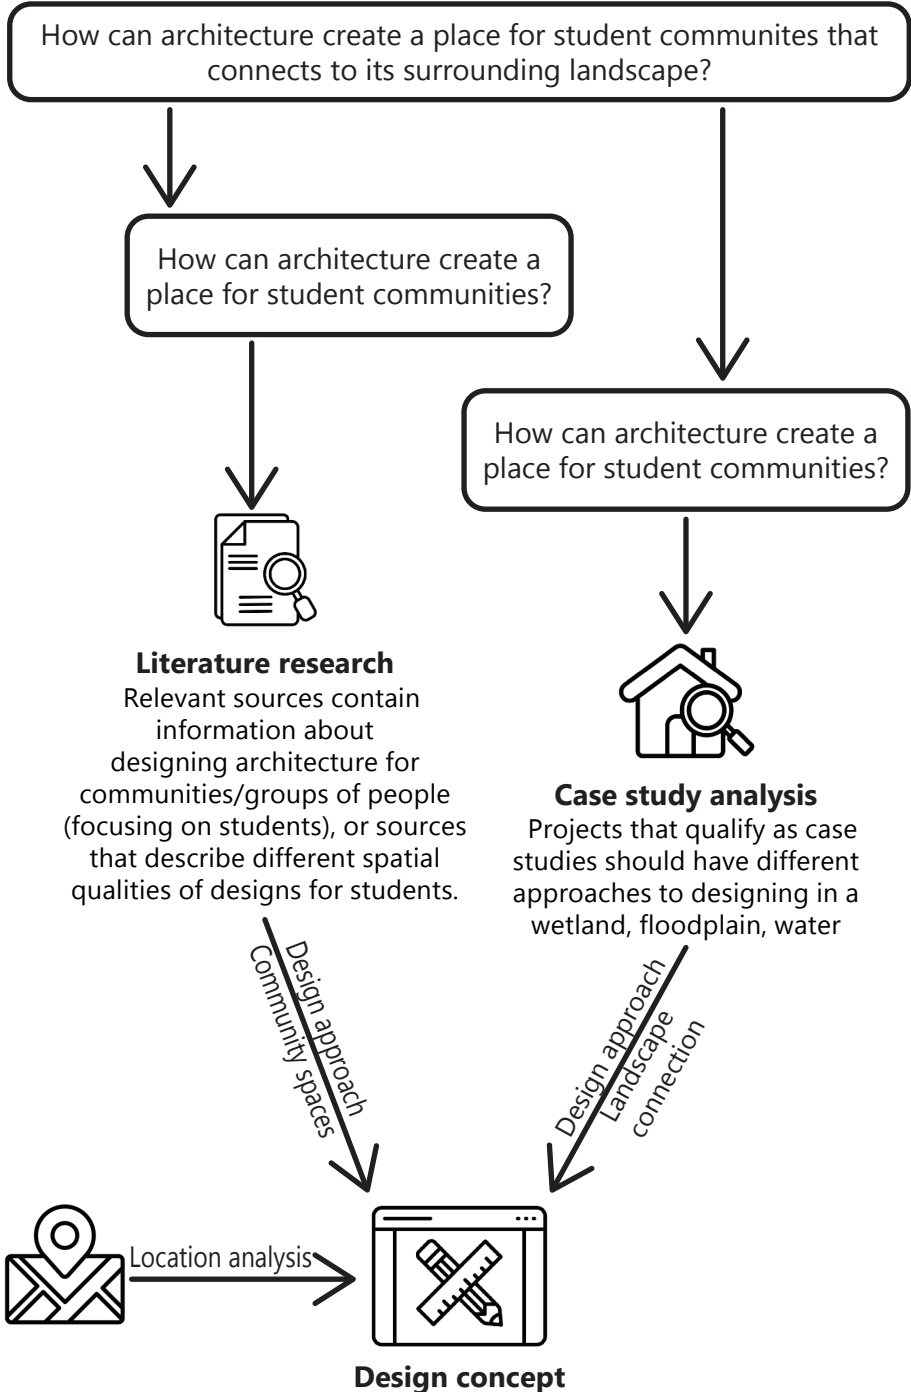 How can architecture create a place for student communites that
connects to its surrounding landscape?
How can architecture create a
place for student communities?
How can architecture create a
place for student communities?
Literature research
Relevant sources contain
information about
designing architecture for
communities/groups of people
(focusing on students), or sources
that describe different spatial
qualities of designs for students.
Case study analysis
Projects that qualify as case
studies should have different
approaches to designing in a
wetland, floodplain, water
Design approach
Community spaces
Design approach
Landscape
connection
Location analysis
Design concept